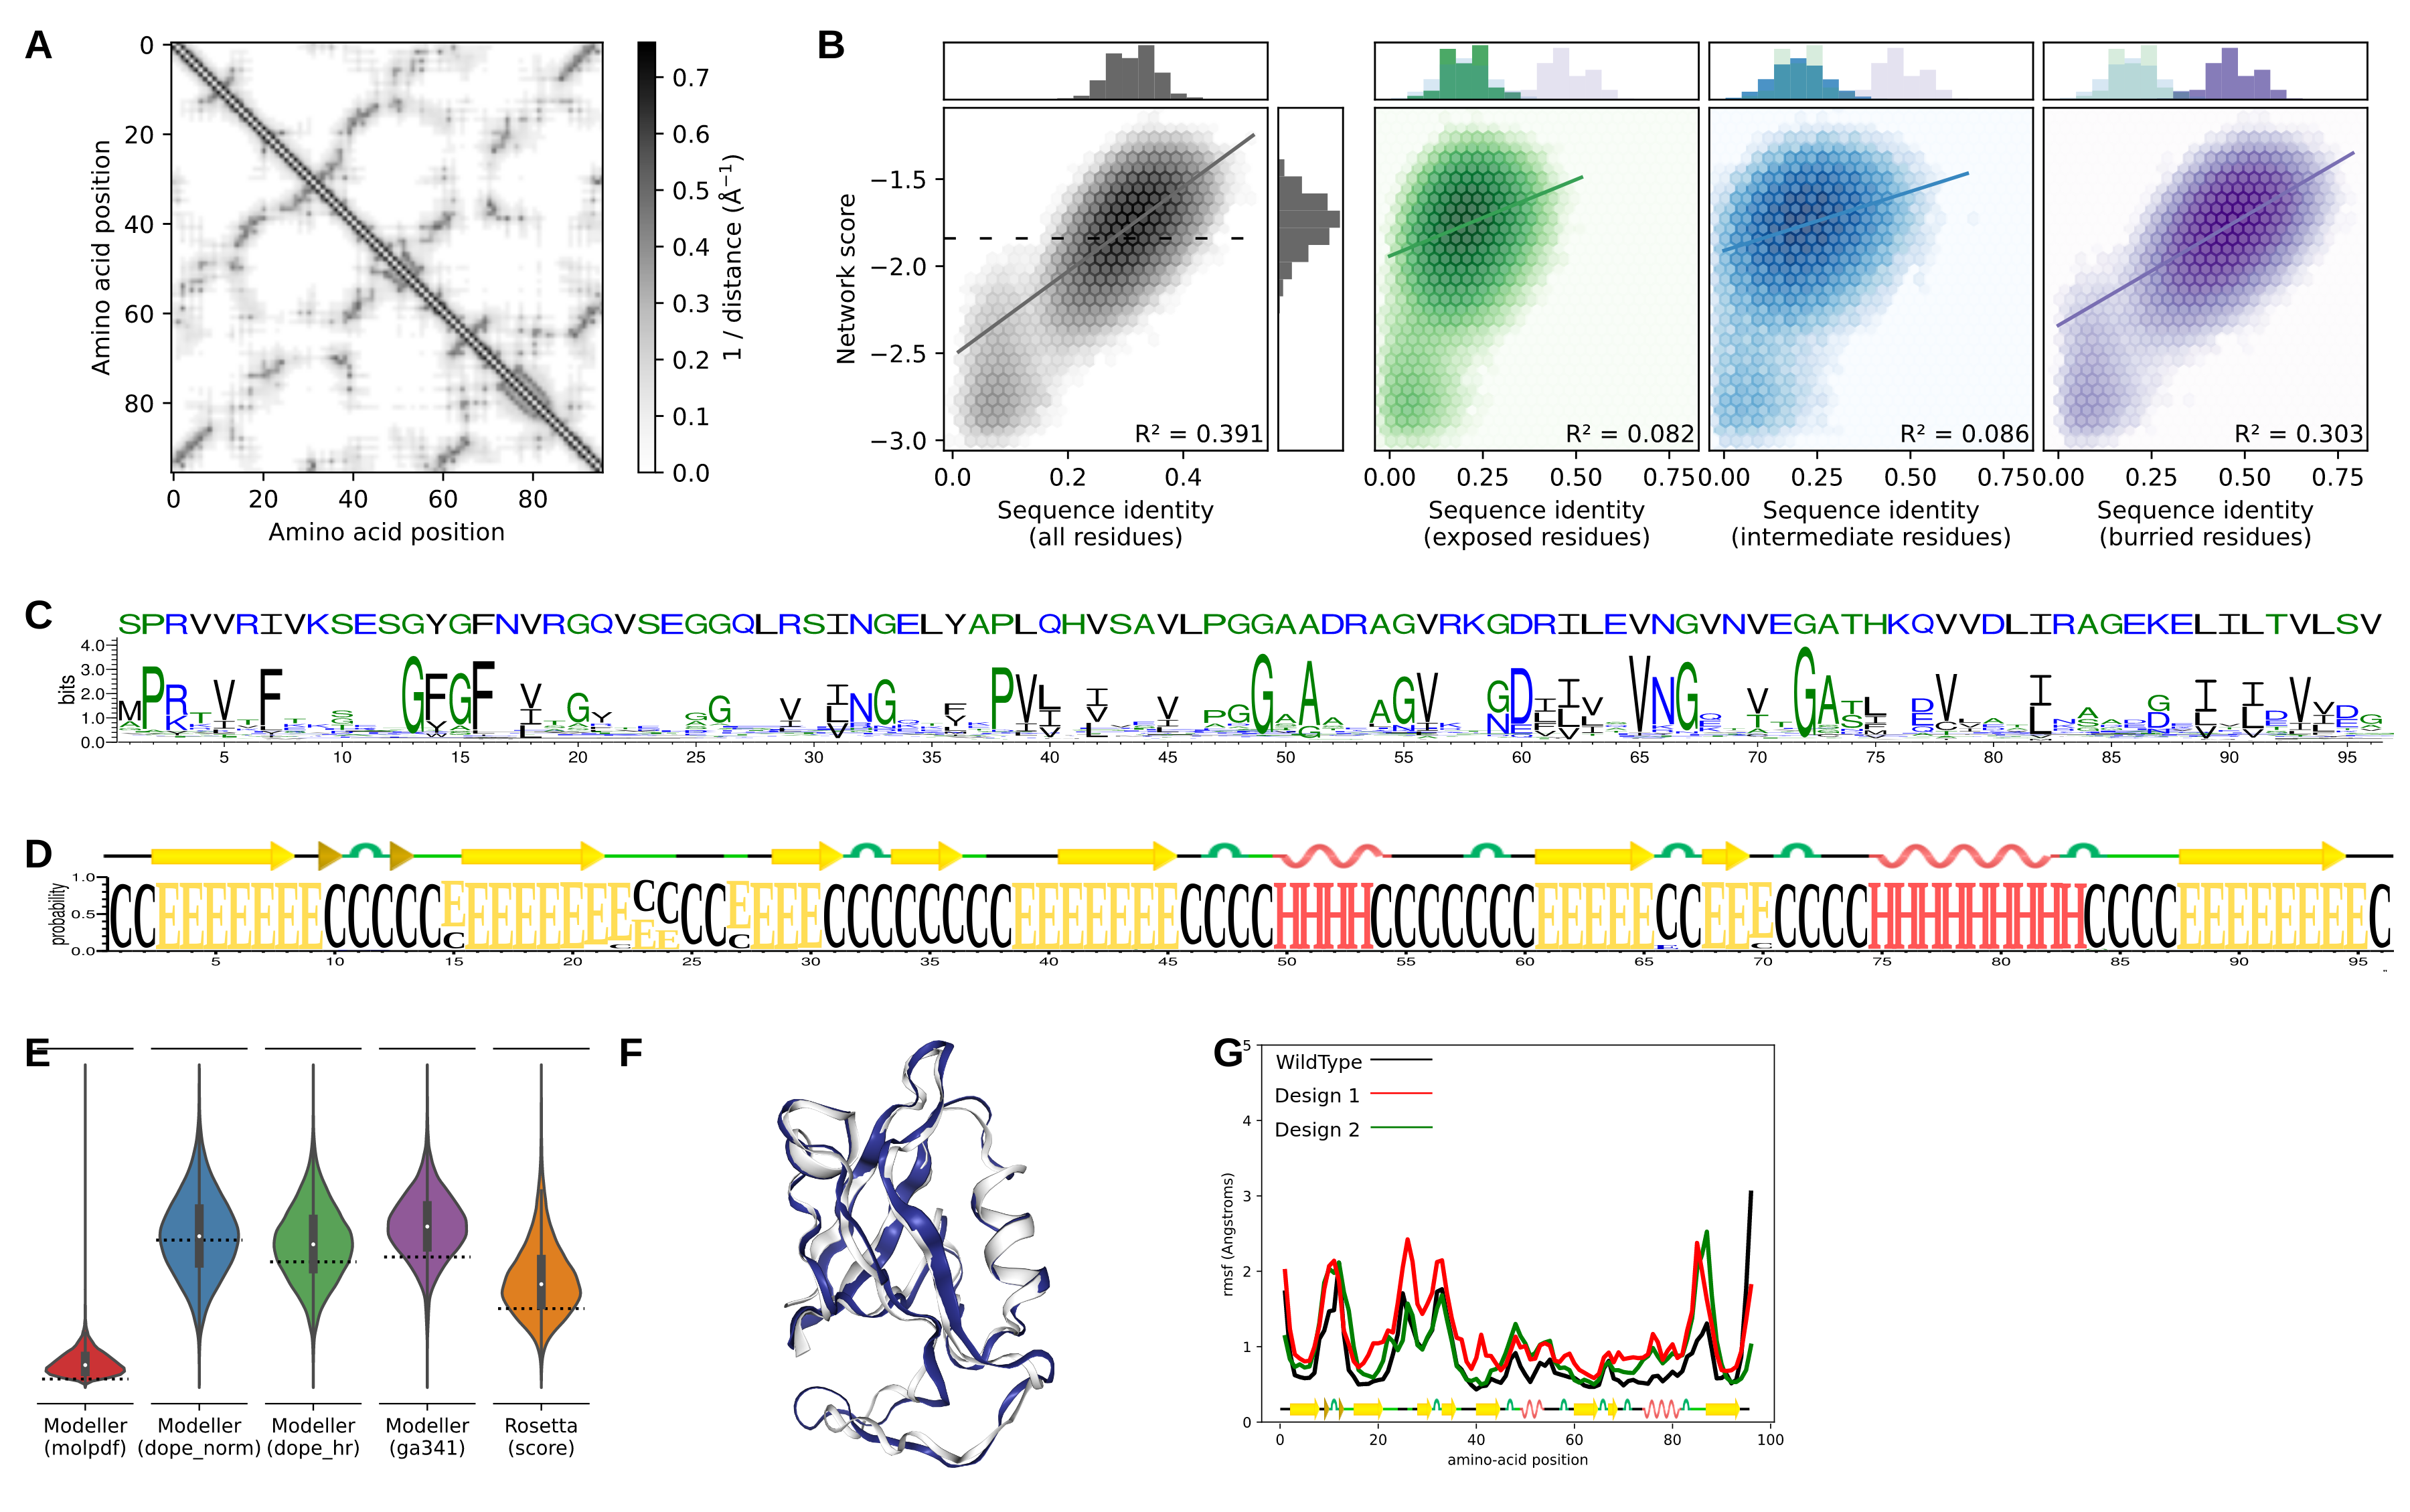 A
0
20
40
60
80
0 20 40 60 80
Amino acid position
Amino acid position
0.7
0.6
0.5
0.4
0.3
0.2
0.1
0.0
1 / distance (Å⁻¹)
B
Network score
−1.5
−2.0
−2.5
−3.0
R² = 0.391
R² = 0.082
R² = 0.086
R² = 0.303
0.0 0.2 0.4
0.00 0.25 0.50 0.75
0.00 0.25 0.50 0.75
0.00 0.25 0.50 0.75
Sequence identity
(all residues)
Sequence identity
(exposed residues)
Sequence identity
(intermediate residues)
Sequence identity
(burried residues)
C
SPRVVRIVKSESGYGFNVRGQVSEGGQLRSINGELYAPLQHVSAVLPGGAADRAGVRKGDRILEVNGVNVEGATHKQVVDLIRAGEKELILTVLSV
bits
4.0
3.0
2.0
1.0
0.0
5 10 15 20 25 30 35 40 45 50 55 60 65 70 75 80 85 90 95
D
probability
1.0
0.5
0.0
5 10 15 20 25 30 35 40 45 50 55 60 65 70 75 80 85 90 95
E
Modeller
(molpdf)
Modeller
(dope_norm)
Modeller
(dope_hr)
Modeller
(ga341)
Rosetta
(score)
F
G
WildType
Design 1
Design 2
5
4
3
2
1
0
rmsf (Angstroms)
0 20 40 60 80 100
amino-acid position